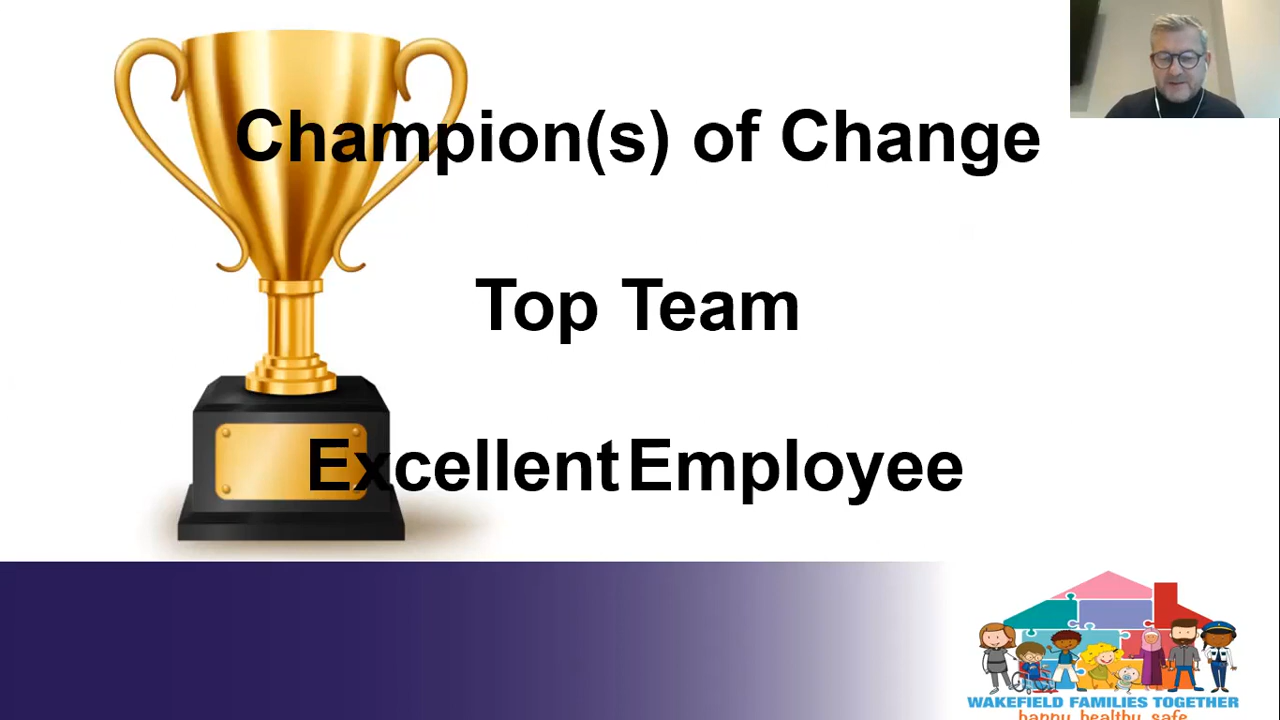 Champion(s) of Change
Top Team
Excellent Employee
WAKEFIELD FAMILIES TOGETHER
happy, healthy, safe